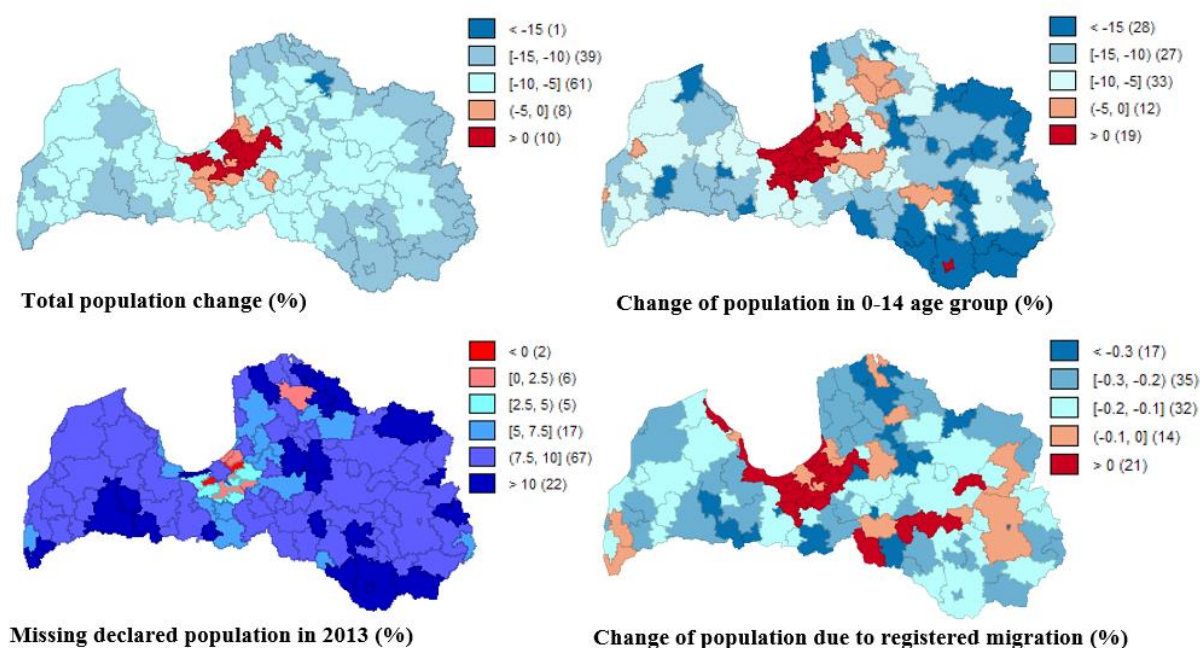 < -15 (1)
[-15, -10) (39)
[-10, -5] (61)
(-5, 0] (8)
> 0 (10)
Total population change (%)
< -15 (28)
[-15, -10) (27)
[-10, -5] (33)
(-5, 0] (12)
> 0 (19)
Change of population in 0-14 age group (%)
< 0 (2)
[0, 2.5) (6)
[2.5, 5) (5)
[5, 7.5] (17)
(7.5, 10] (67)
> 10 (22)
Missing declared population in 2013 (%)
< -0.3 (17)
[-0.3, -0.2) (35)
[-0.2, -0.1] (32)
(-0.1, 0] (14)
> 0 (21)
Change of population due to registered migration (%)